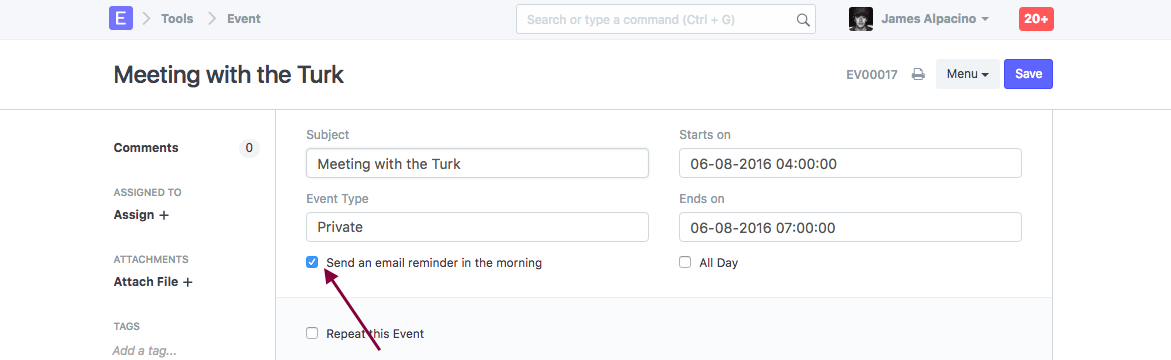 E Tools Event Search or type a command (Ctrl + G) James Alpacino 20+
Meeting with the Turk EV00017 Menu Save
Comments 0
ASSIGNED TO
Assign +
ATTACHMENTS
Attach File +
TAGS
Add a tag...
Subject
Meeting with the Turk
Event Type
Private
Send an email reminder in the morning
Starts on
06-08-2016 04:00:00
Ends on
06-08-2016 07:00:00
All Day
Repeat this Event